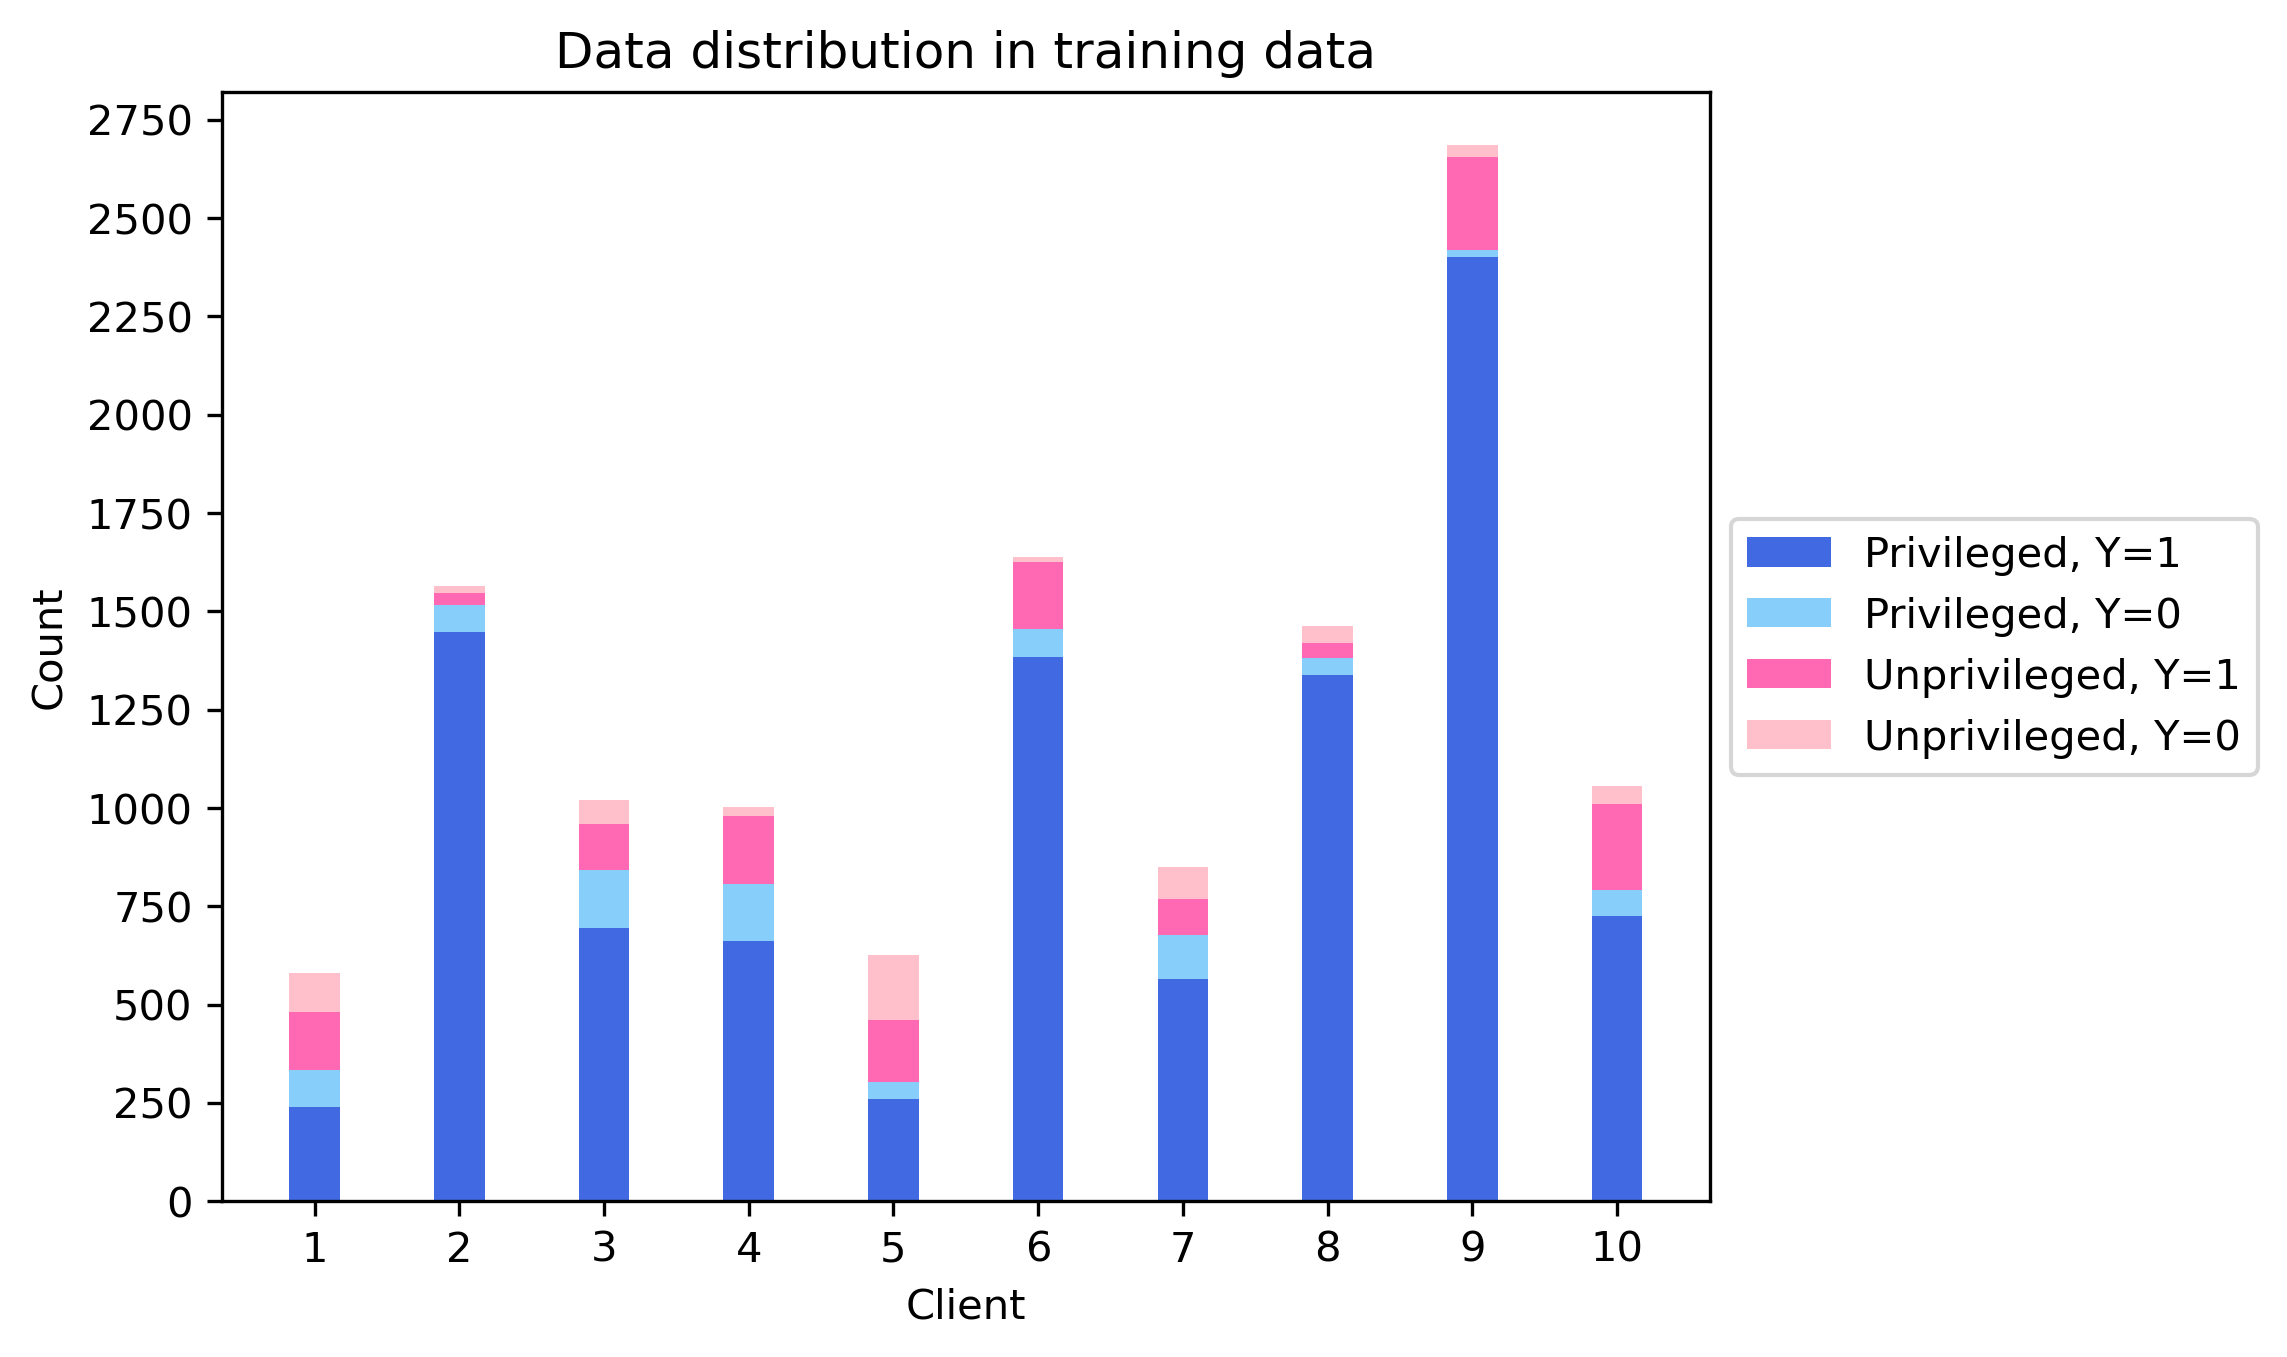 Data distribution in training data
2750
2500
2250
2000
1750
1500
1250
1000
750
500
250
0
Count
1 2 3 4 5 6 7 8 9 10
Client
Privileged, Y=1
Privileged, Y=0
Unprivileged, Y=1
Unprivileged, Y=0